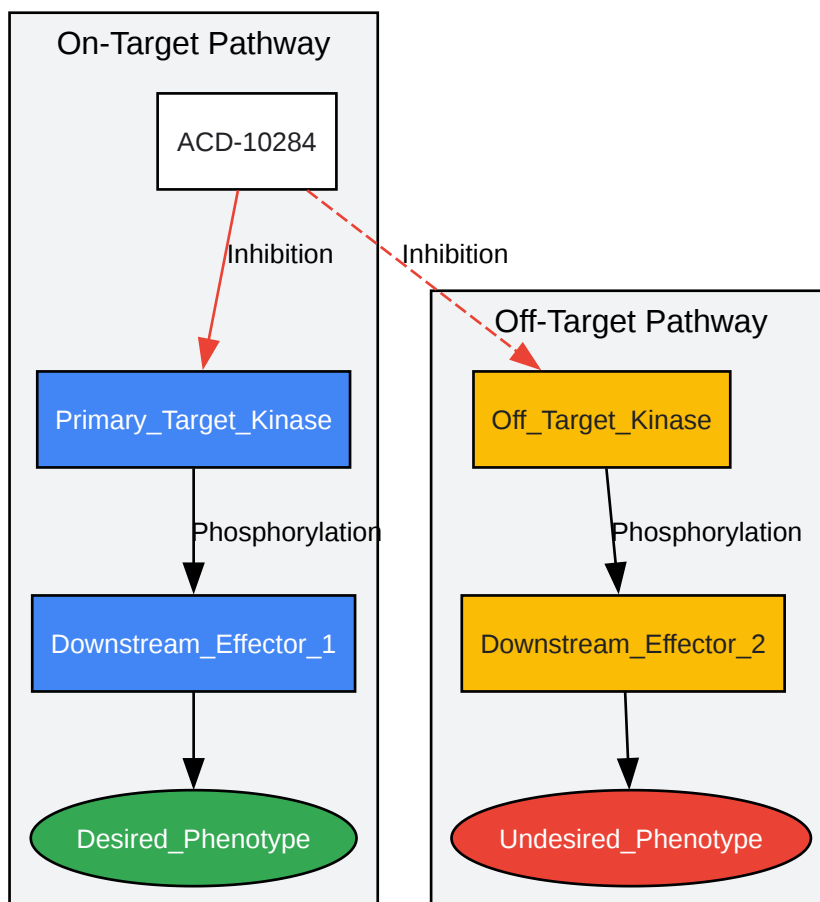 On-Target Pathway
ACD-10284
Inhibition
Inhibition
Off-Target Pathway
Primary_Target_Kinase
Off_Target_Kinase
Phosphorylation
Phosphorylation
Downstream_Effector_1
Downstream_Effector_2
Desired_Phenotype
Undesired_Phenotype